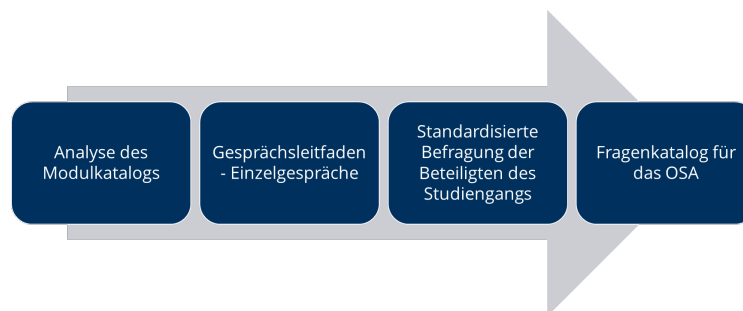 Analyse des
Modulkatalogs
Gesprächsleitfaden
- Einzelgespräche
Standardisierte
Befragung der
Beteiligten des
Studiengangs
Fragenkatalog für
das OSA